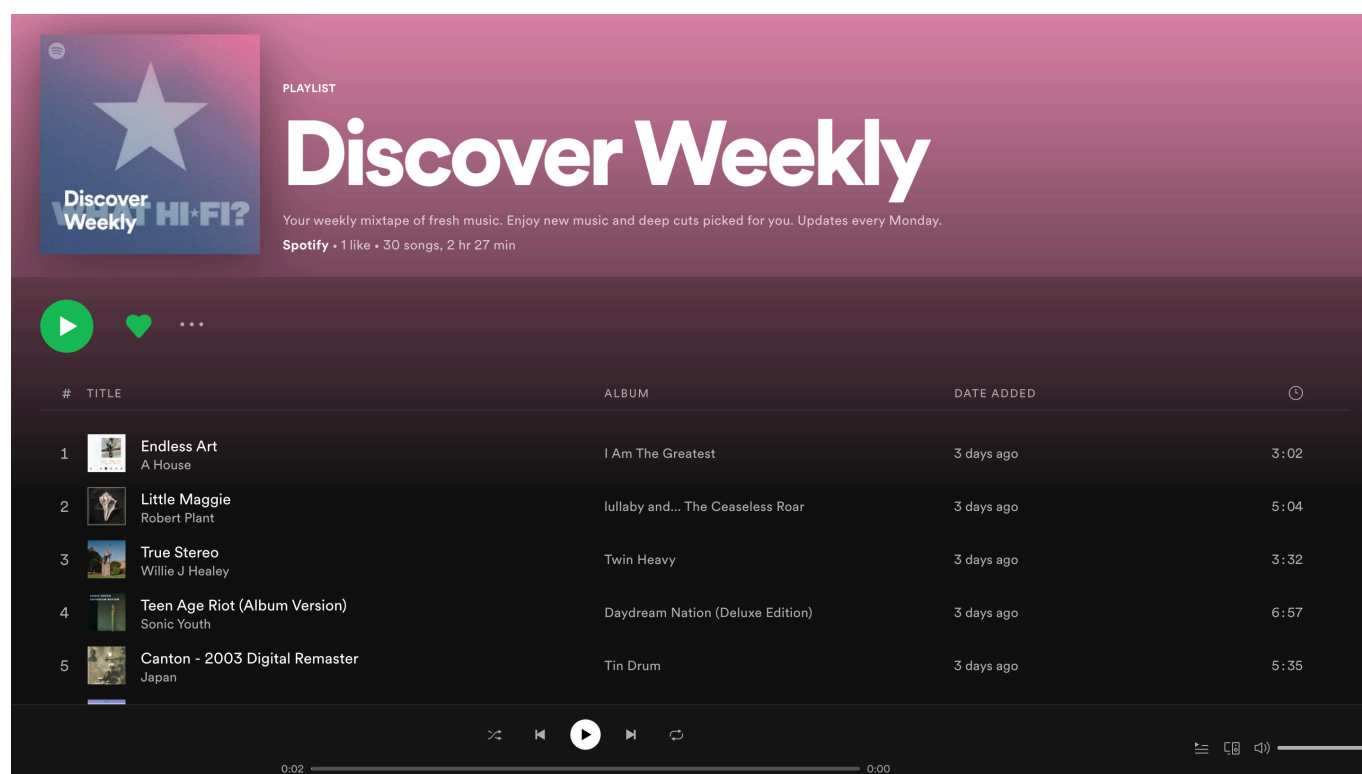 Discover
Weekly
WHAT HI★FI?
PLAYLIST
Discover Weekly
Your weekly mixtape of fresh music. Enjoy new music and deep cuts picked for you. Updates every Monday.
Spotify • 1 like • 30 songs, 2 hr 27 min
# TITLE ALBUM DATE ADDED
1 Endless Art I Am The Greatest 3 days ago 3:02
A House
2 Little Maggie lullaby and... The Ceaseless Roar 3 days ago 5:04
Robert Plant
3 True Stereo Twin Heavy 3 days ago 3:32
Willie J Healey
4 Teen Age Riot (Album Version) Daydream Nation (Deluxe Edition) 3 days ago 6:57
Sonic Youth
5 Canton - 2003 Digital Remaster Tin Drum 3 days ago 5:35
Japan
0:02 0:00